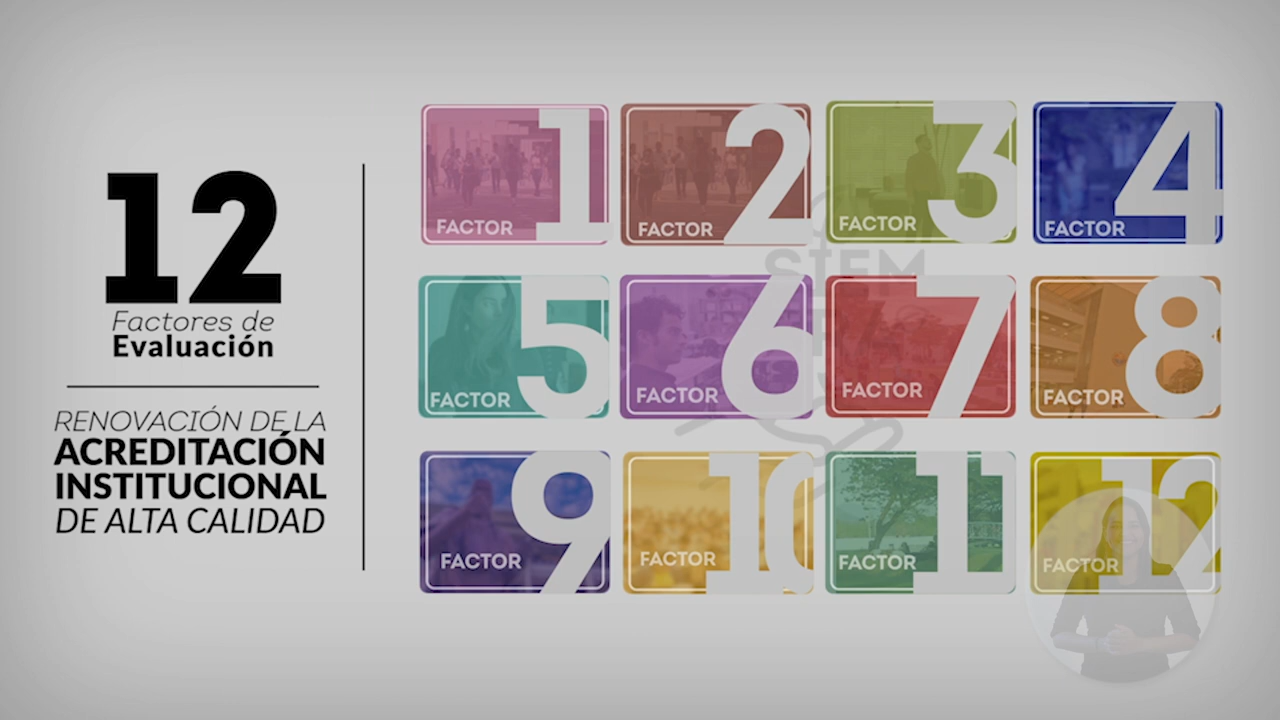 12
Factores de
Evaluación
RENOVACIÓN DE LA
ACREDITACIÓN
INSTITUCIONAL
DE ALTA CALIDAD
FACTOR 1
FACTOR 2
FACTOR 3
FACTOR 4
STEM
FACTOR 5
FACTOR 6
FACTOR 7
FACTOR 8
FACTOR 9
FACTOR 10
FACTOR 11
FACTOR 12